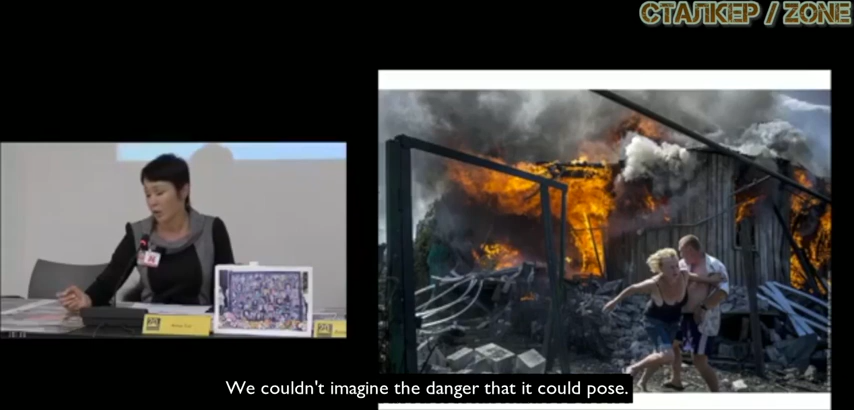 СТАЛКЕР / ZONE
We couldn't imagine the danger that it could pose.